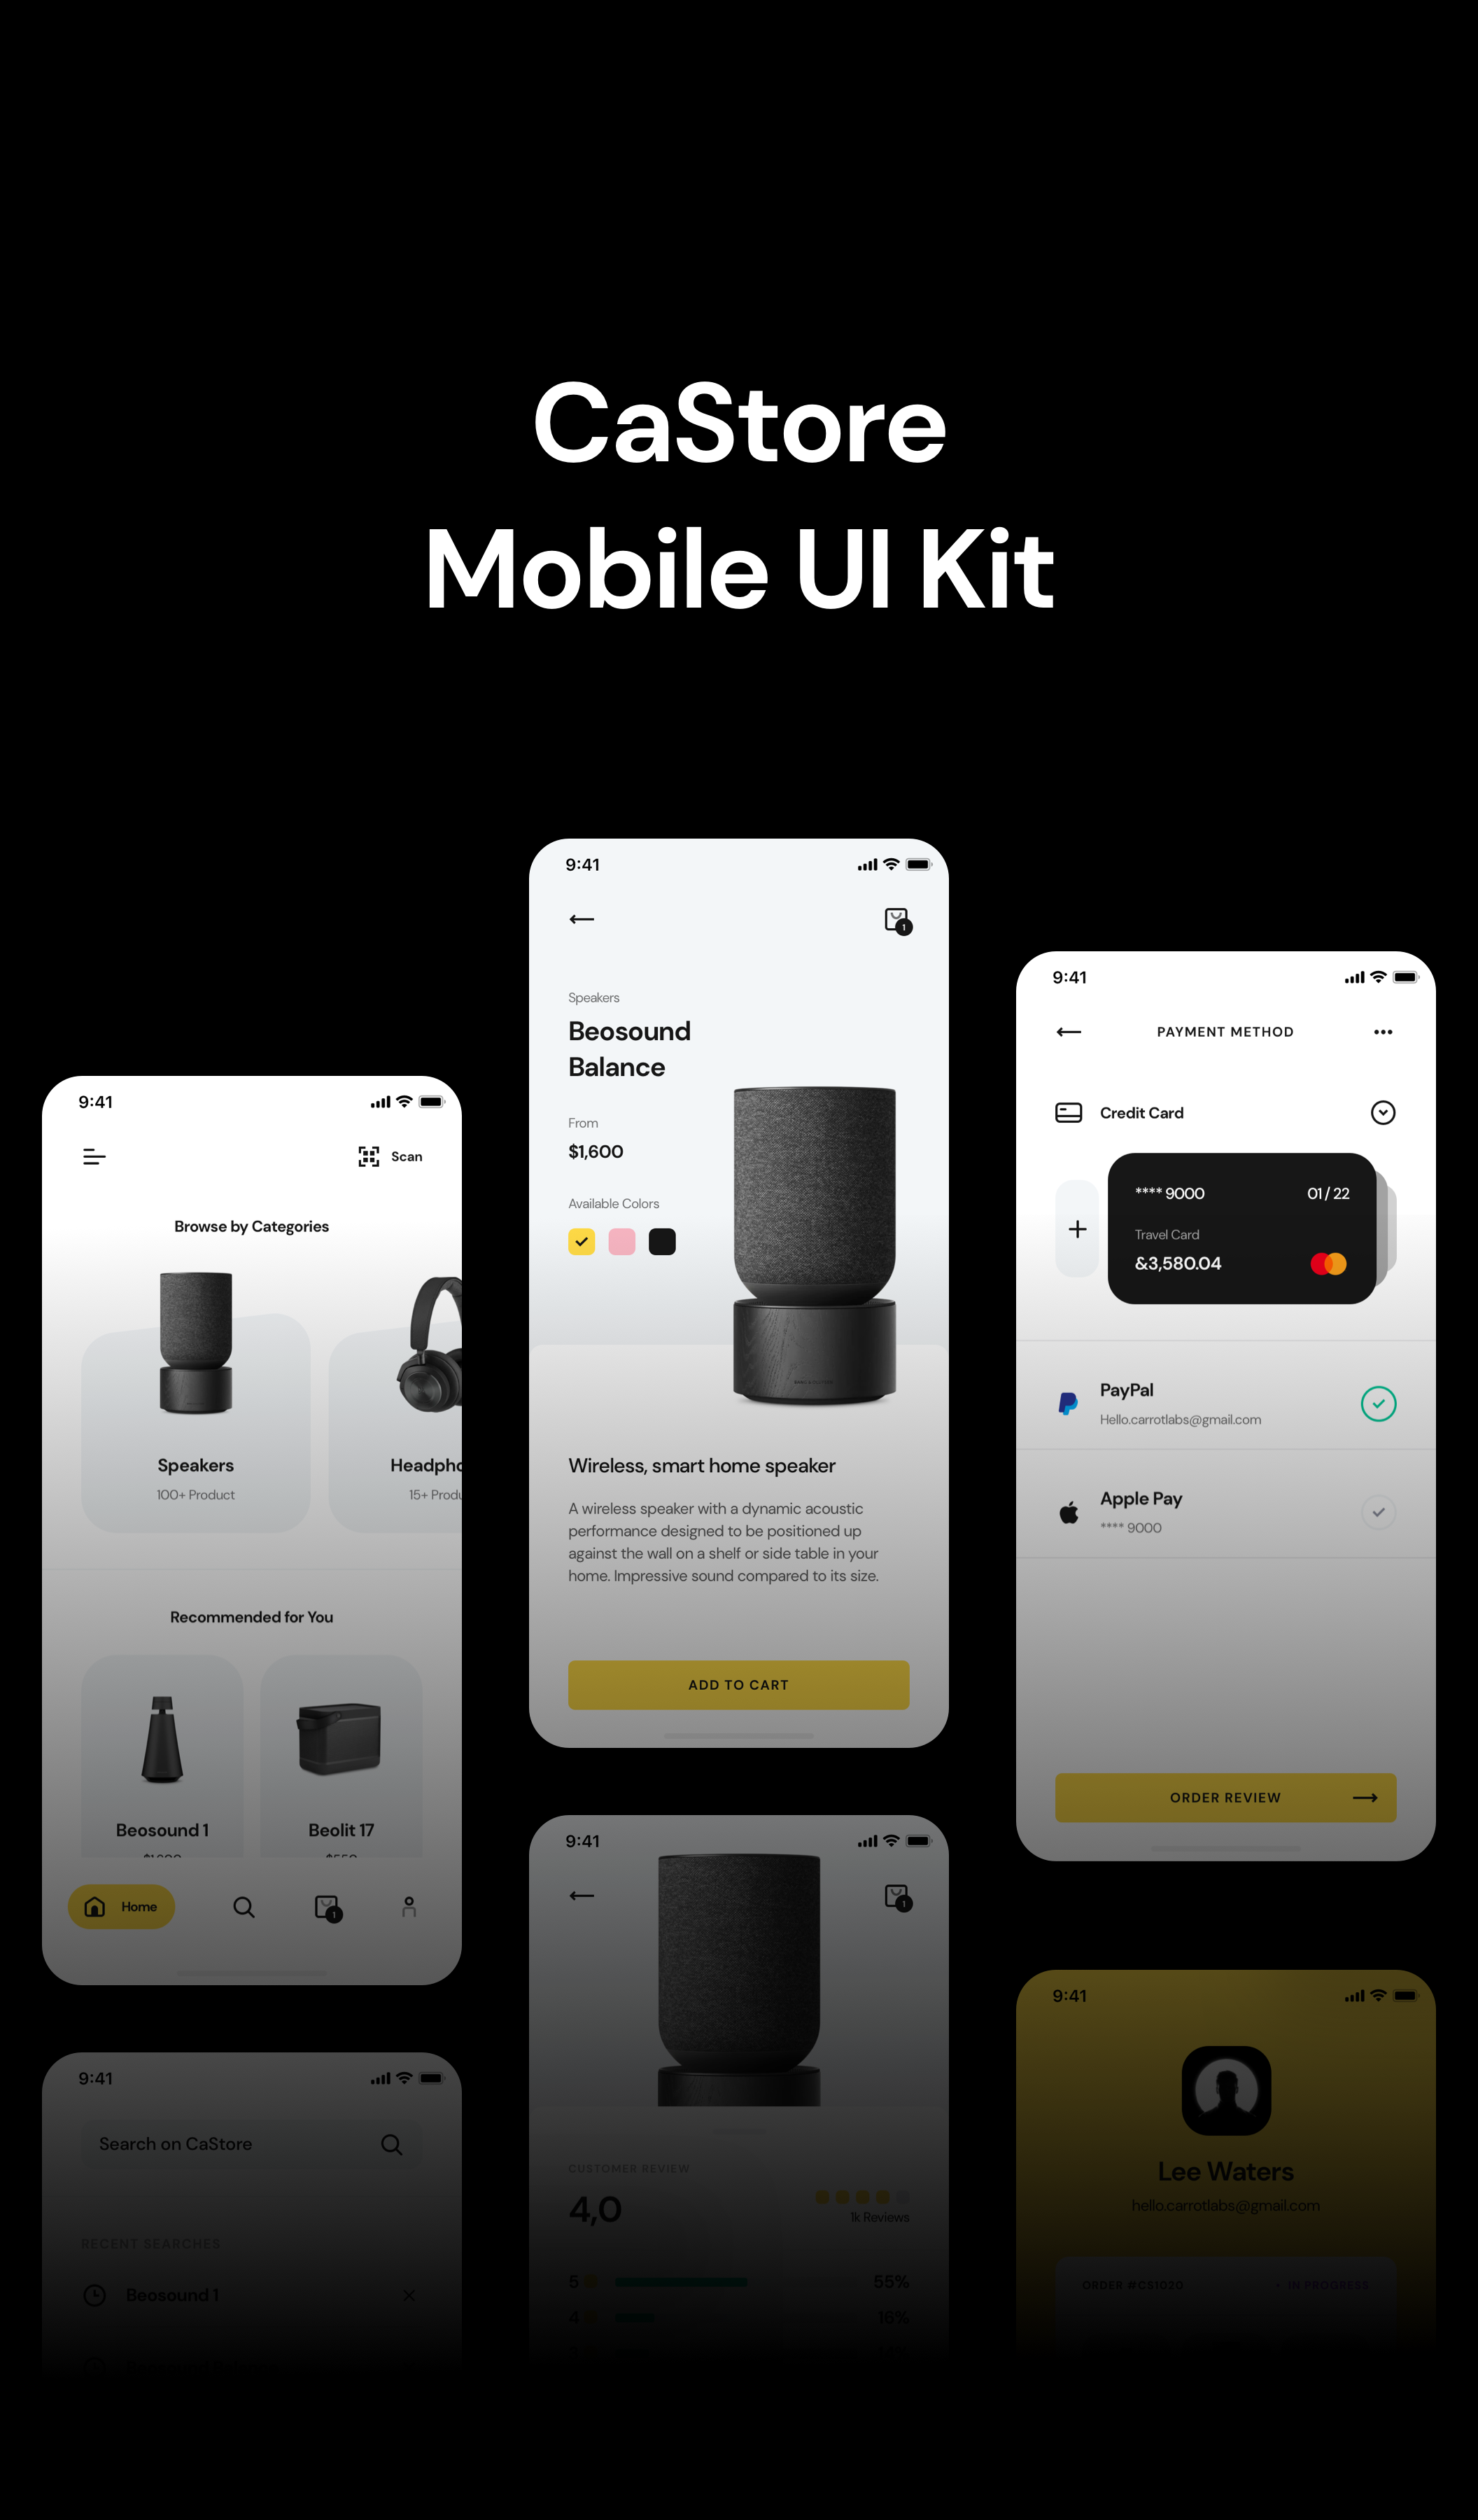 CaStore
Mobile UI Kit
9:41
Scan
Browse by Categories
Speakers
100+ Product
Headpho
15+ Produ
Recommended for You
Beosound 1
Beolit 17
Home
1
9:41
Search on CaStore
RECENT SEARCHES
Beosound 1
9:41
1
Speakers
Beosound
Balance
From
$1,600
Available Colors
Wireless, smart home speaker
A wireless speaker with a dynamic acoustic
performance designed to be positioned up
against the wall on a shelf or side table in your
home. Impressive sound compared to its size.
ADD TO CART
9:41
1
CUSTOMER REVIEW
4,0
1k Reviews
5 55%
4 16%
9:41
PAYMENT METHOD
Credit Card
**** 9000 01 / 22
Travel Card
&3,580.04
PayPal
Hello.carrotlabs@gmail.com
Apple Pay
**** 9000
ORDER REVIEW
9:41
Lee Waters
hello.carrotlabs@gmail.com
ORDER #CS1020 • IN PROGRESS